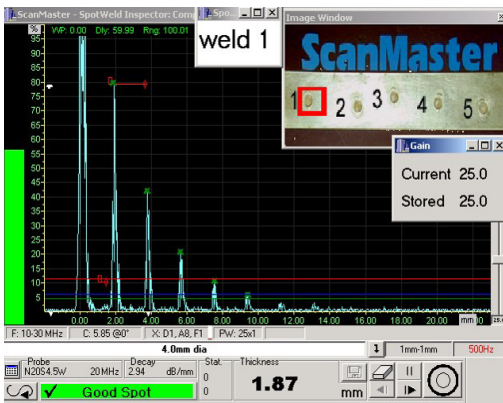 ScanMaster - SpotWeld Inspector: Comp
Spo...
Image Window
% WP: 0.00 Dly: 59.99 Rng: 100.01
weld 1
ScanMaster
1 2 3 4 5
95
90
85
80
75
70
65
60
55
50
45
40
35
30
25
20
15
10
5
Gain
Current 25.0
Stored 25.0
0.00 2.00 4.00 6.00 8.00 10.00 12.00 14.00 16.00 18.00 20.00 mm
F: 10-30 MHz C: 5.85 @0° X: D1, A8, F1 PW: 25x1
4.0mm dia 1mm-1mm 500Hz
Probe Decay Stat. Thickness
N20S4.5W 20 MHz 2.94 dB/mm 0
0
Good Spot
1.87 mm